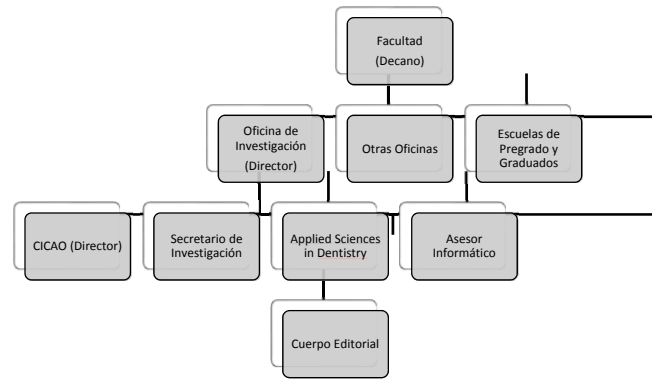 Facultad
(Decano)
Oficina de
Investigación
(Director)
Otras Oficinas
Escuelas de
Pregrado y
Graduados
CICAO (Director)
Secretario de
Investigación
Applied Sciences
in Dentistry
Asesor
Informático
Cuerpo Editorial